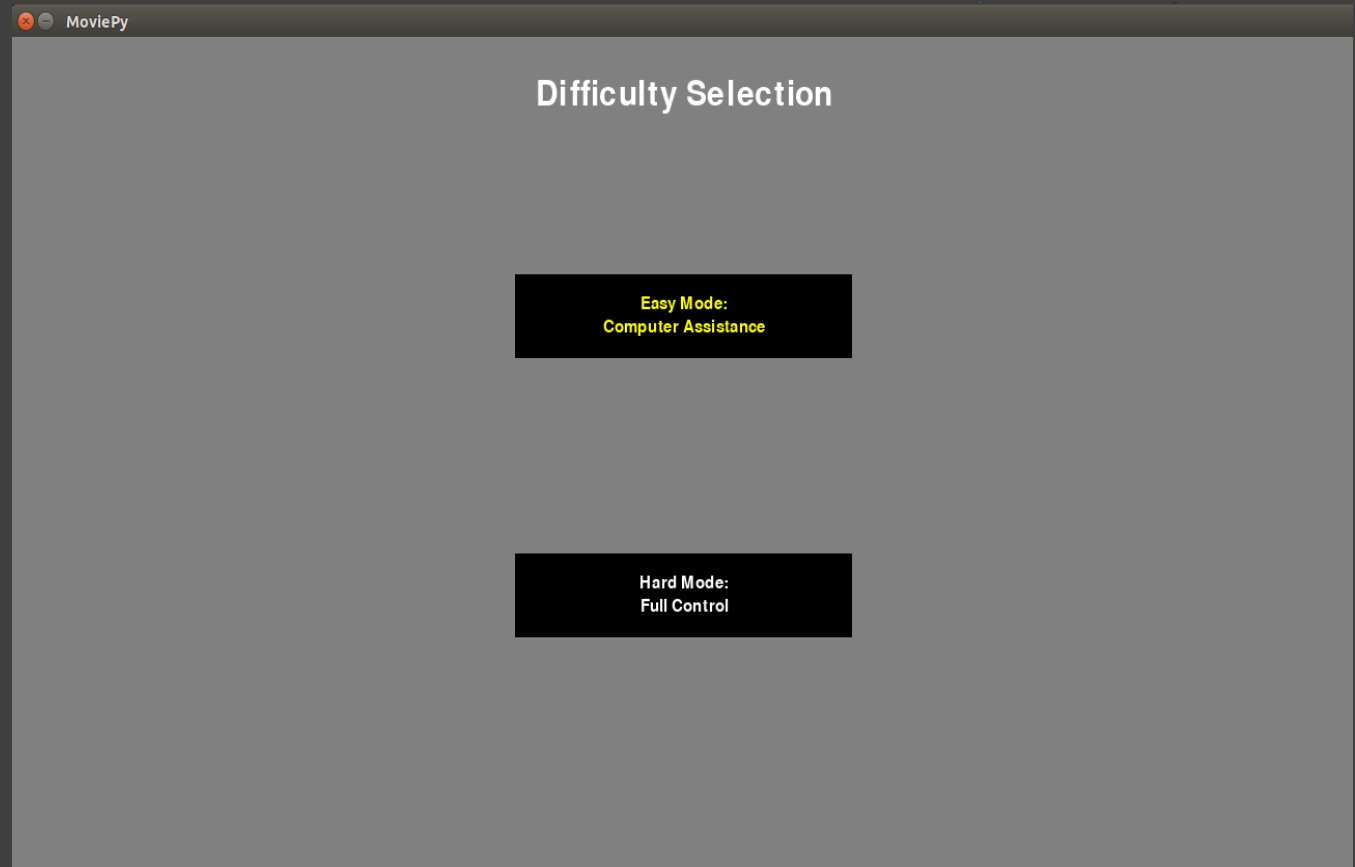 MoviePy
Difficulty Selection
Easy Mode:
Computer Assistance
Hard Mode:
Full Control